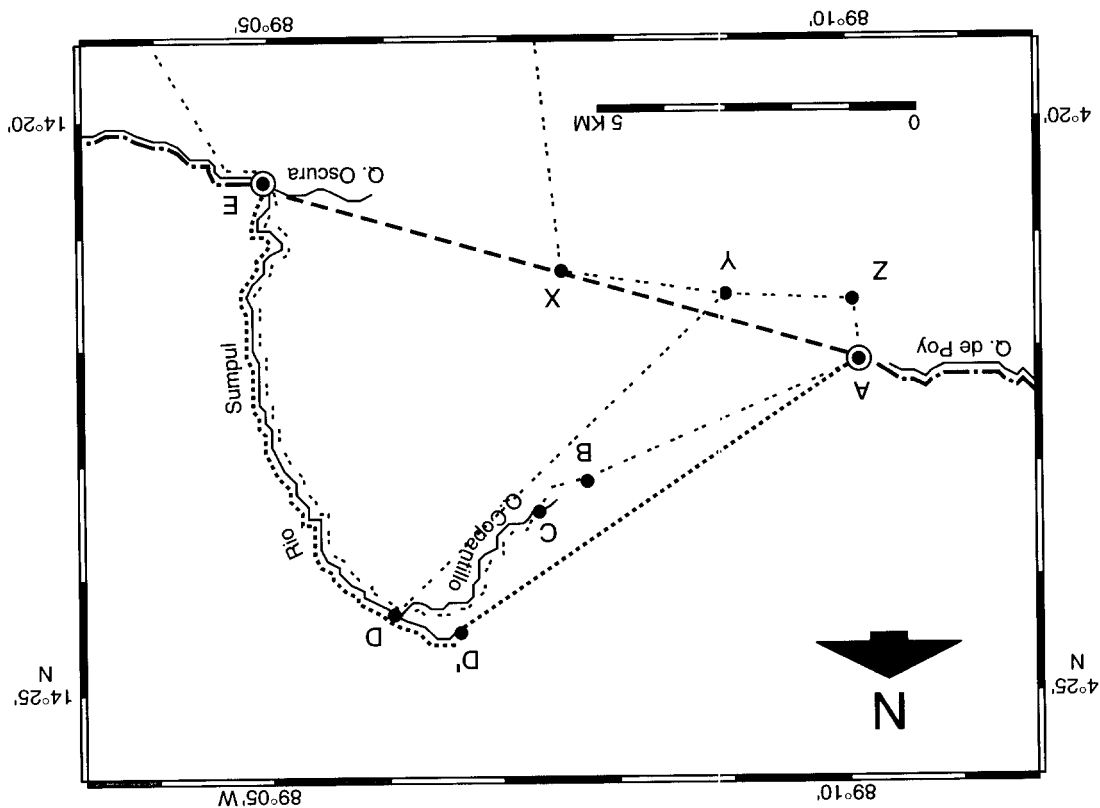 89°10'
89°05' W
N
4°25'
N
14°25'
N
D'
D
Q. Copantillo
Rio
C
B
A
Sumpul
Q. de Poy
X
Z
Y
E
Q. Oscura
0
5 KM
4°20'
14°20'
89°10'
89°05'